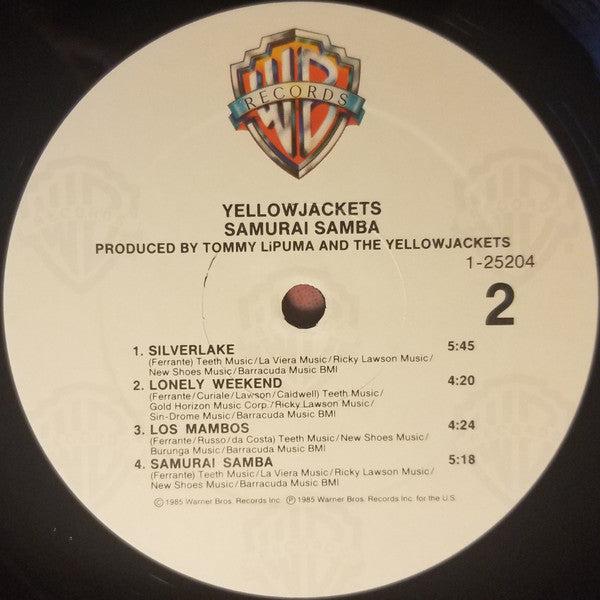 WB
RECORDS
YELLOWJACKETS
SAMURAI SAMBA
PRODUCED BY TOMMY LiPUMA AND THE YELLOWJACKETS
1-25204
2
1. SILVERLAKE 5:45
(Ferrante) Teeth Music/La Viera Music/Ricky Lawson Music/
New Shoes Music/Barracuda Music BMI
2. LONELY WEEKEND 4:20
(Ferrante/Curiale/Lawson/Caldwell) Teeth Music/
Gold Horizon Music Corp./Ricky Lawson Music/
Sin-Drome Music/Barracuda Music BMI
3. LOS MAMBOS 4:24
(Ferrante/Russo/da Costa) Teeth Music/New Shoes Music/
Burunga Music/Barracuda Music BMI
4. SAMURAI SAMBA 5:18
(Ferrante) Teeth Music/La Viera Music/Ricky Lawson Music/
New Shoes Music/Barracuda Music BMI
©1985 Warner Bros. Records Inc. ℗1985 Warner Bros. Records Inc. for the U.S.